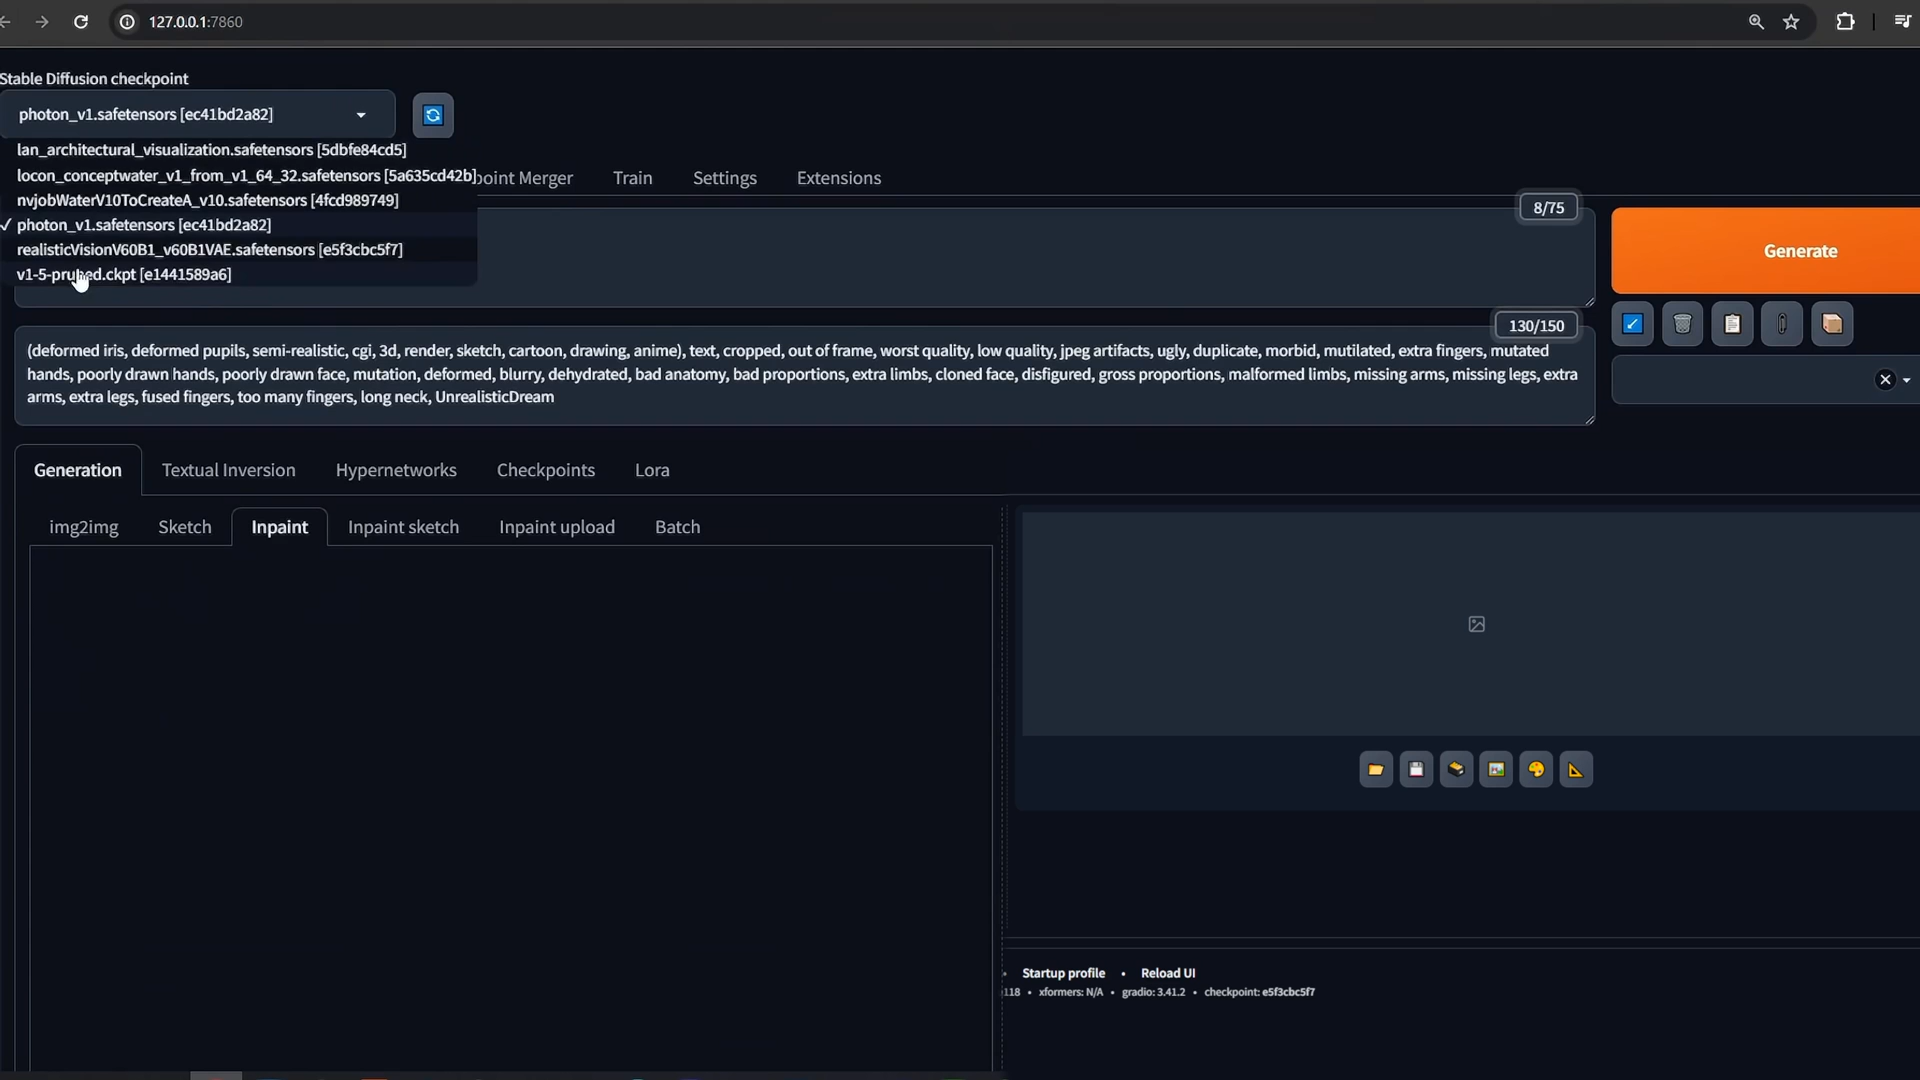 127.0.0.1:7860
Stable Diffusion checkpoint
photon_v1.safetensors [ec41bd2a82]
lan_architectural_visualization.safetensors [5dbfe84cd5]
locon_conceptwater_v1_from_v1_64_32.safetensors [5a635cd42b]
nvjobWaterV10ToCreateA_v10.safetensors [4fcd989749]
✓ photon_v1.safetensors [ec41bd2a82]
realisticVisionV60B1_v60B1VAE.safetensors [e5f3cbc5f7]
[e1441589a6]
Merger Train Settings Extensions
8/75
Generate
130/150
(deformed iris, deformed pupils, semi-realistic, cgi, 3d, render, sketch, cartoon, drawing, anime), text, cropped, out of frame, worst quality, low quality, jpeg artifacts, ugly, duplicate, morbid, mutilated, extra fingers, mutated
hands, poorly drawn hands, poorly drawn face, mutation, deformed, blurry, dehydrated, bad anatomy, bad proportions, extra limbs, cloned face, disfigured, gross proportions, malformed limbs, missing arms, missing legs, extra
arms, extra legs, fused fingers, too many fingers, long neck, UnrealisticDream
Generation Textual Inversion Hypernetworks Checkpoints Lora
img2img Sketch Inpaint Inpaint sketch Inpaint upload Batch
• Startup profile • Reload UI
118 • xformers: N/A • gradio: 3.41.2 • checkpoint: e5f3cbc5f7